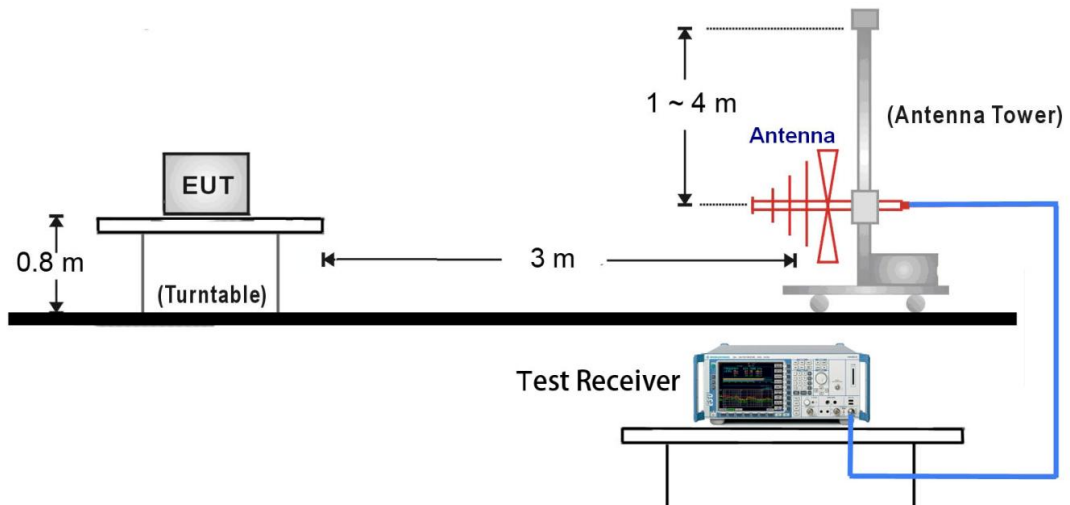 1 ~ 4 m
(Antenna Tower)
Antenna
EUT
0.8 m
3 m
(Turntable)
Test Receiver